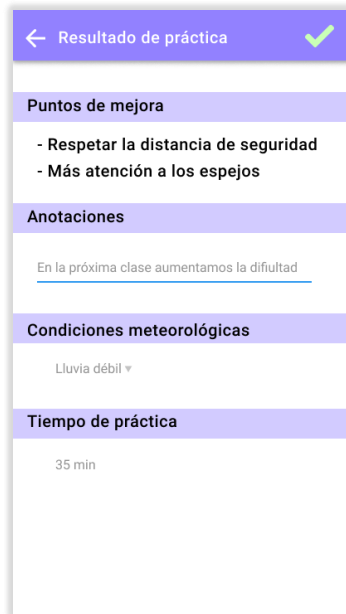 Resultado de práctica
Puntos de mejora
- Respetar la distancia de seguridad
- Más atención a los espejos
Anotaciones
En la próxima clase aumentamos la difiultad
Condiciones meteorológicas
Lluvia débil ▾
Tiempo de práctica
35 min